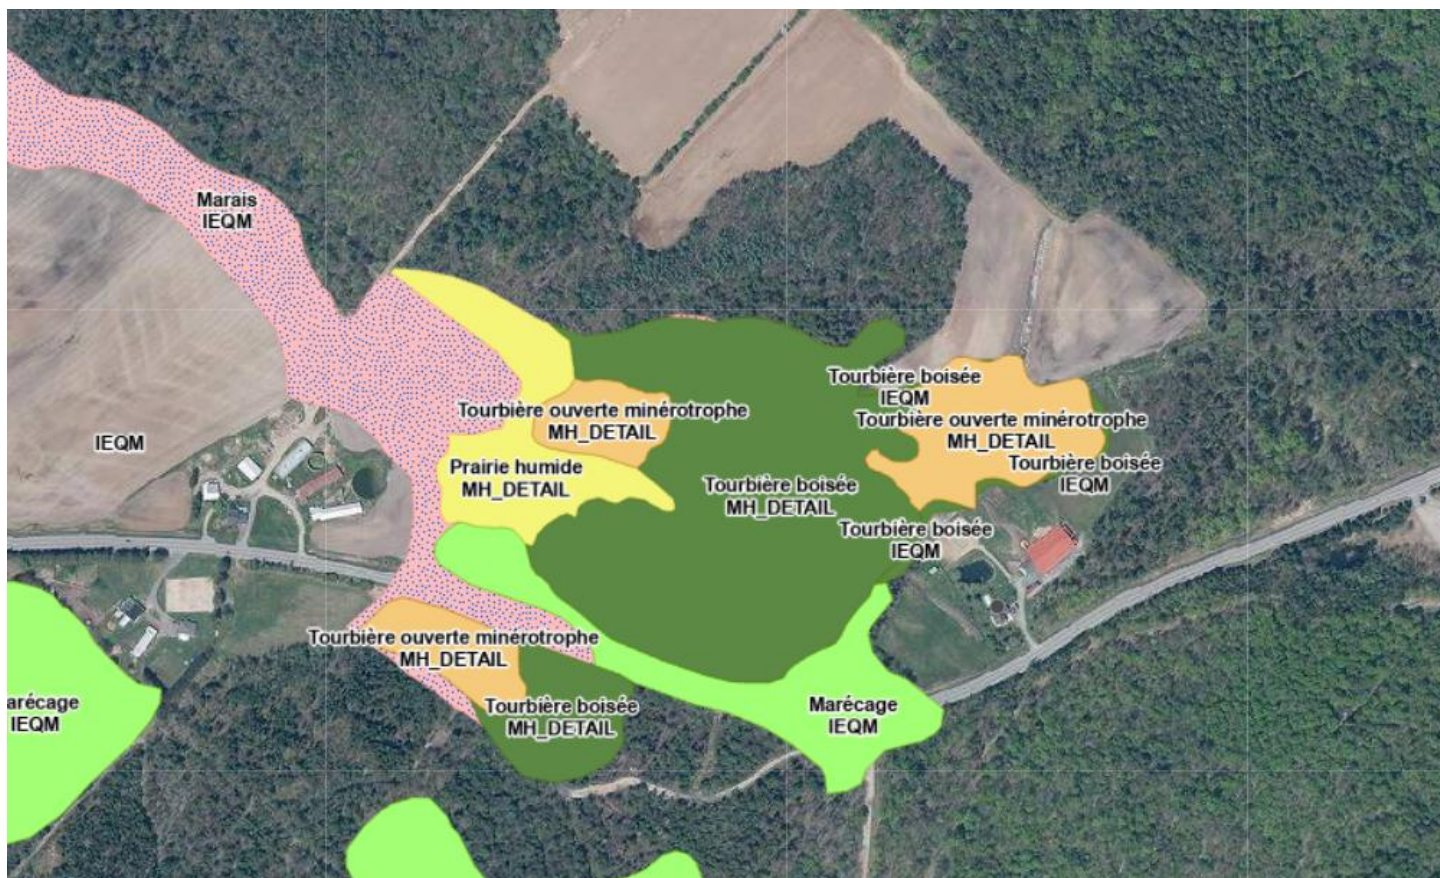 Marais
IEQM
Tourbière boisée
IEQM
Tourbière ouverte minérotrophe
MH_DETAIL
Tourbière ouverte minérotrophe
MH_DETAIL
IEQM
Prairie humide
MH_DETAIL
Tourbière boisée
IEQM
Tourbière boisée
MH_DETAIL
Tourbière boisée
IEQM
Tourbière ouverte minérotrophe
MH_DETAIL
arécage
IEQM
Tourbière boisée
MH_DETAIL
Marécage
IEQM